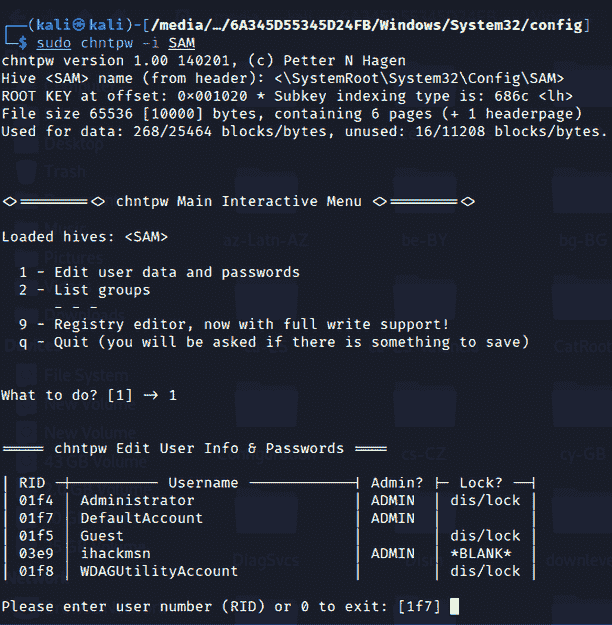 (kali㉿kali)-[/media/…/6A345D55345D24FB/Windows/System32/config]
$ sudo chntpw -i SAM
chntpw version 1.00 140201, (c) Petter N Hagen
Hive <SAM> name (from header): <\SystemRoot\System32\Config\SAM>
ROOT KEY at offset: 0×001020 * Subkey indexing type is: 686c <lh>
File size 65536 [10000] bytes, containing 6 pages (+ 1 headerpage)
Used for data: 268/25464 blocks/bytes, unused: 16/11208 blocks/bytes.
<>========<> chntpw Main Interactive Menu <>========<>
Loaded hives: <SAM>
1 - Edit user data and passwords
2 - List groups
- - -
9 - Registry editor, now with full write support!
q - Quit (you will be asked if there is something to save)
What to do? [1] → 1
===== chntpw Edit User Info & Passwords ====
| RID -|---------- Username ------------| Admin? |- Lock? --|
| 01f4 | Administrator | ADMIN | dis/lock |
| 01f7 | DefaultAccount | ADMIN | |
| 01f5 | Guest | | dis/lock |
| 03e9 | ihackmsn | ADMIN | *BLANK* |
| 01f8 | WDAGUtilityAccount | | dis/lock |
Please enter user number (RID) or 0 to exit: [1f7]